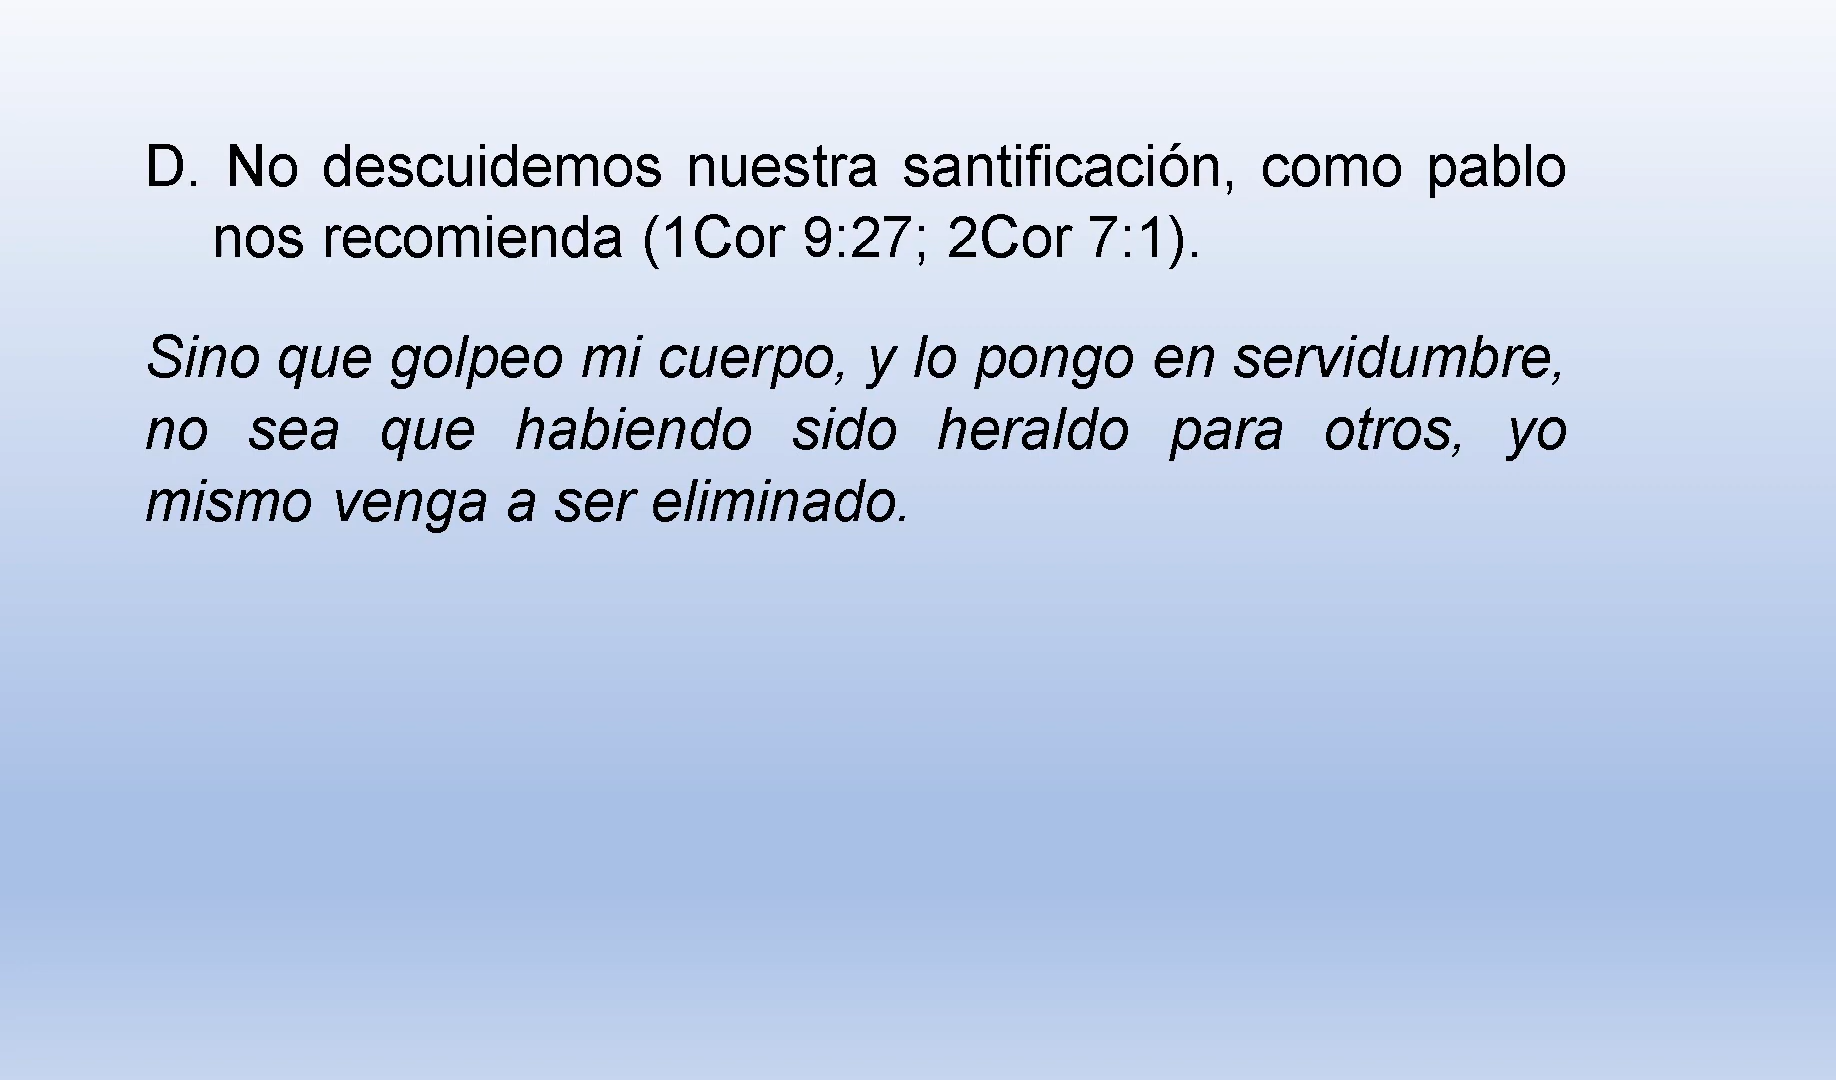 D. No descuidemos nuestra santificación, como pablo
nos recomienda (1Cor 9:27; 2Cor 7:1).
Sino que golpeo mi cuerpo, y lo pongo en servidumbre,
no sea que habiendo sido heraldo para otros, yo
mismo venga a ser eliminado.